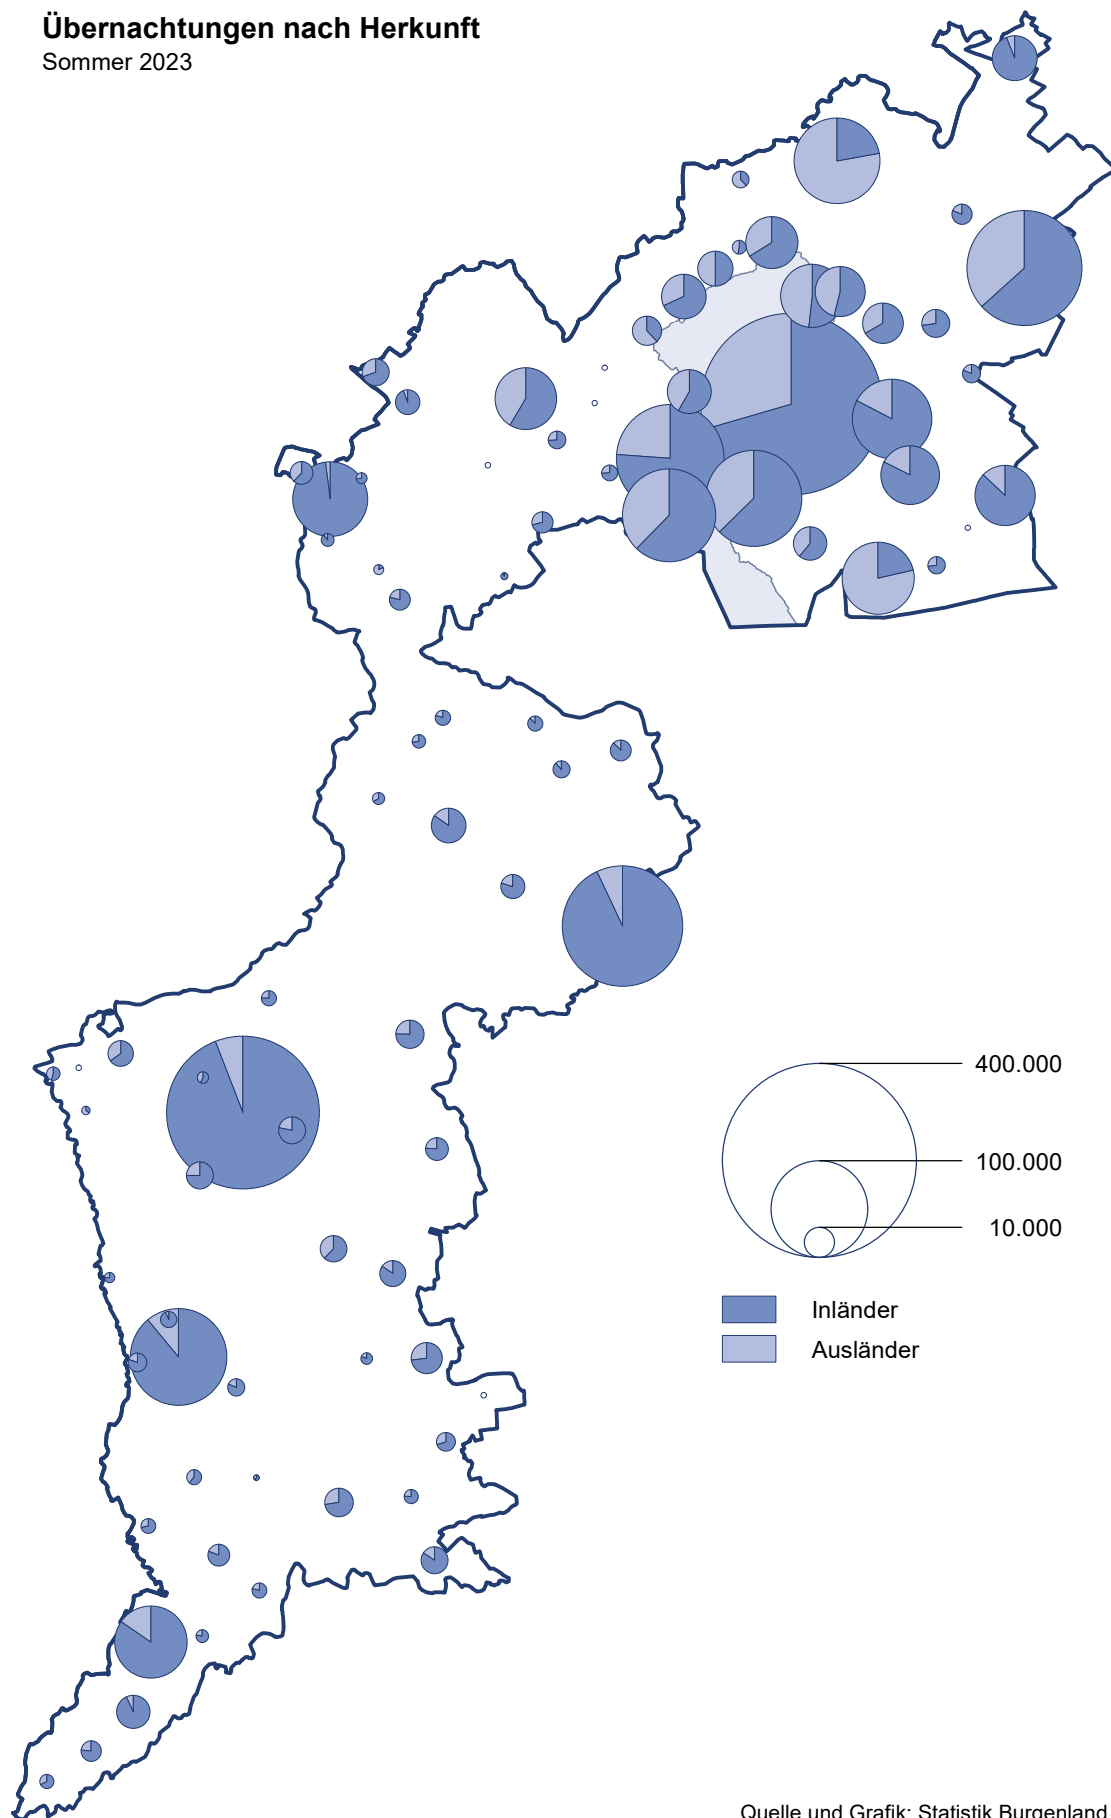 Übernachtungen nach Herkunft
Sommer 2023
400.000
100.000
10.000
Inländer
Ausländer
Quelle und Grafik: Statistik Burgenland